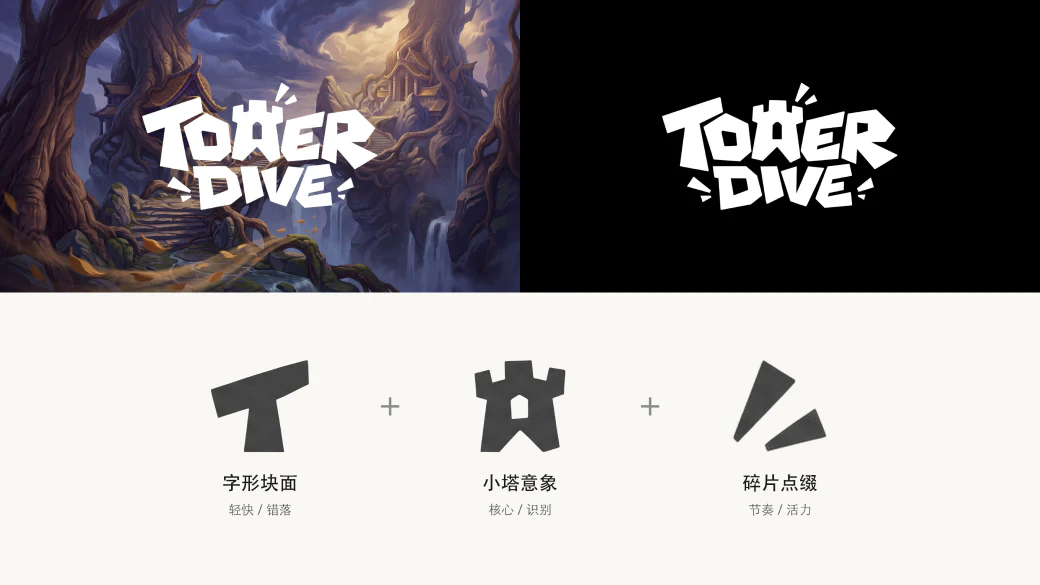 TOWER
DIVE
TOWER
DIVE
T
+
+
字形块面
小塔意象
碎片点缀
轻快 / 错落
核心 / 识别
节奏 / 活力